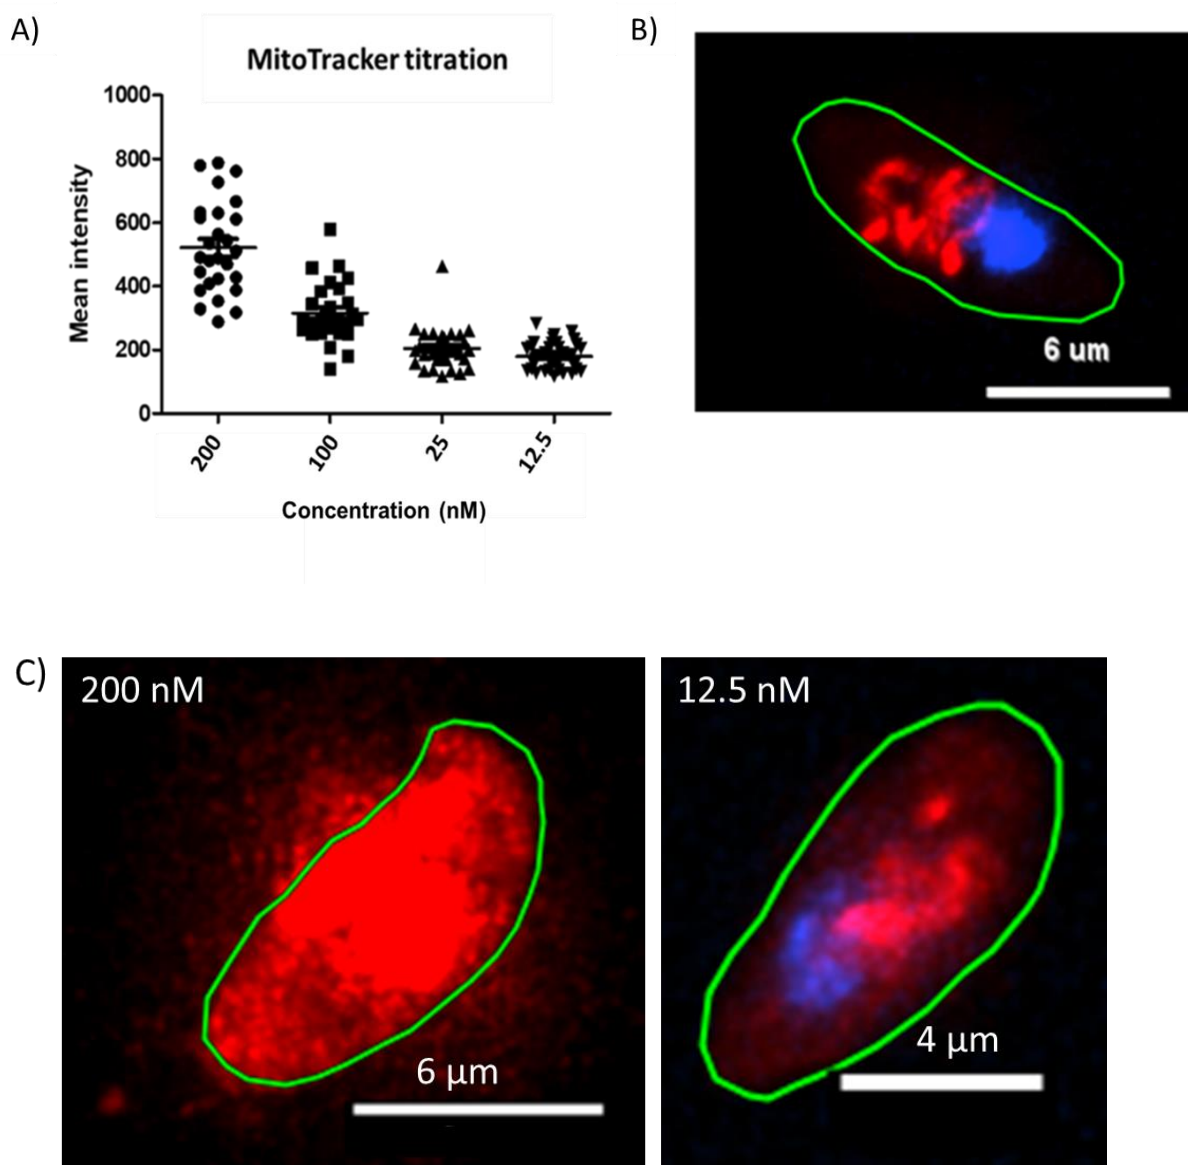 A)
MitoTracker titration
Mean intensity
1000
800
600
400
200
0
200
100
25
12.5
Concentration (nM)
B)
6 um
C)
200 nM
6 µm
12.5 nM
4 µm